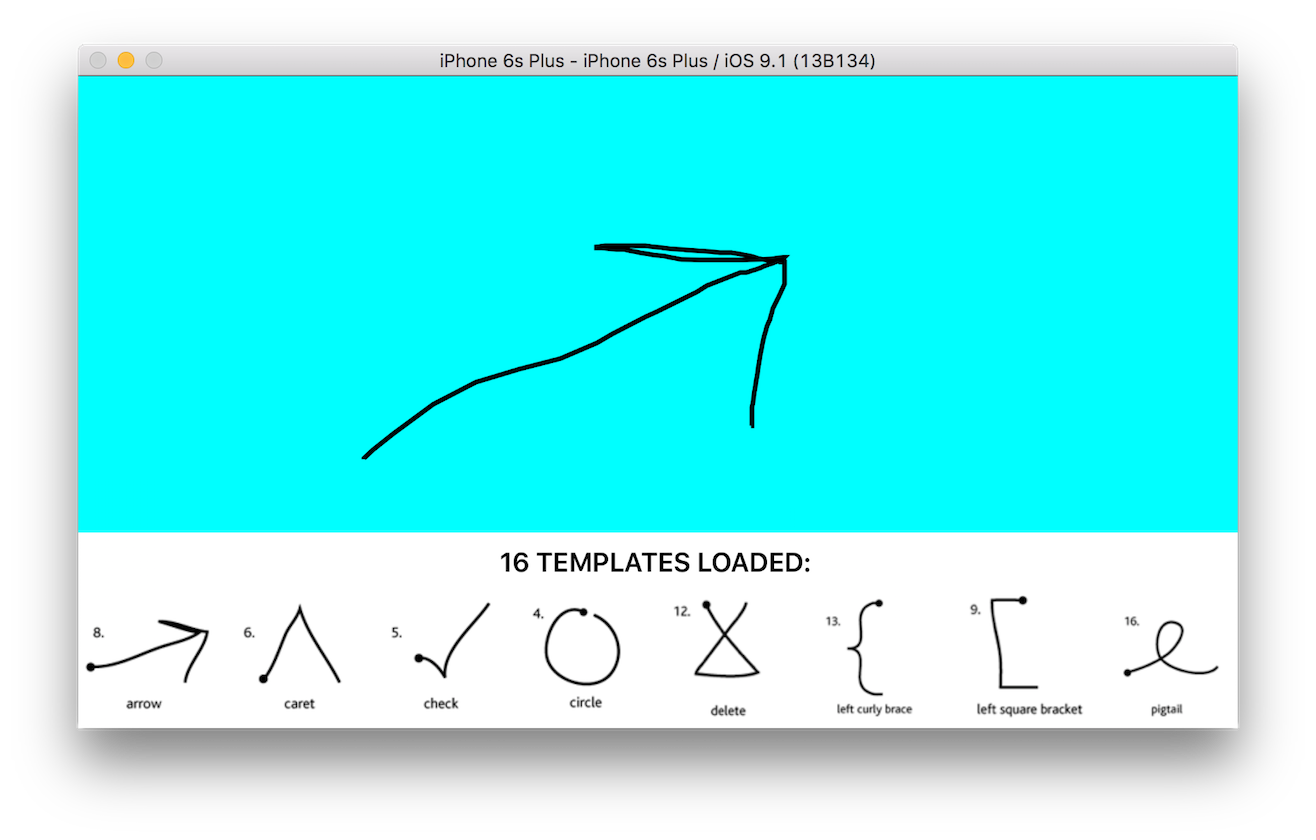 iPhone 6s Plus - iPhone 6s Plus / iOS 9.1 (13B134)
16 TEMPLATES LOADED:
8. 6. 5. 4. 12. 13. 9. 16.
arrow caret check circle delete left curly brace left square bracket pigtail